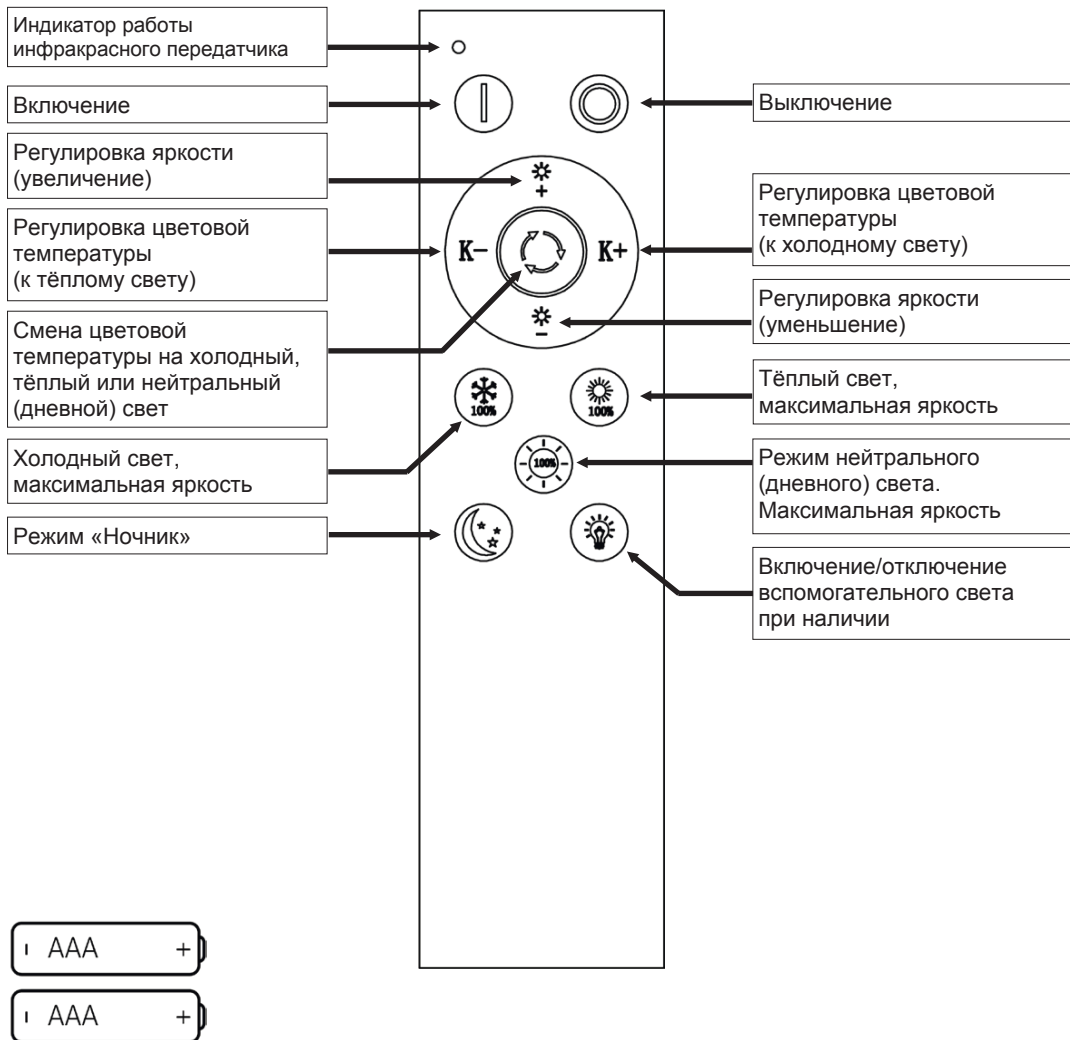 Индикатор работы
инфракрасного передатчика
Включение
Регулировка яркости
(увеличение)
Регулировка цветовой
температуры
(к тёплому свету)
Смена цветовой
температуры на холодный,
тёплый или нейтральный
(дневной) свет
Холодный свет,
максимальная яркость
Режим «Ночник»
+
K−
K+
−
100%
100%
100%
Выключение
Регулировка цветовой
температуры
(к холодному свету)
Регулировка яркости
(уменьшение)
Тёплый свет,
максимальная яркость
Режим нейтрального
(дневного) света.
Максимальная яркость
Включение/отключение
вспомогательного света
при наличии
- AAA +
- AAA +